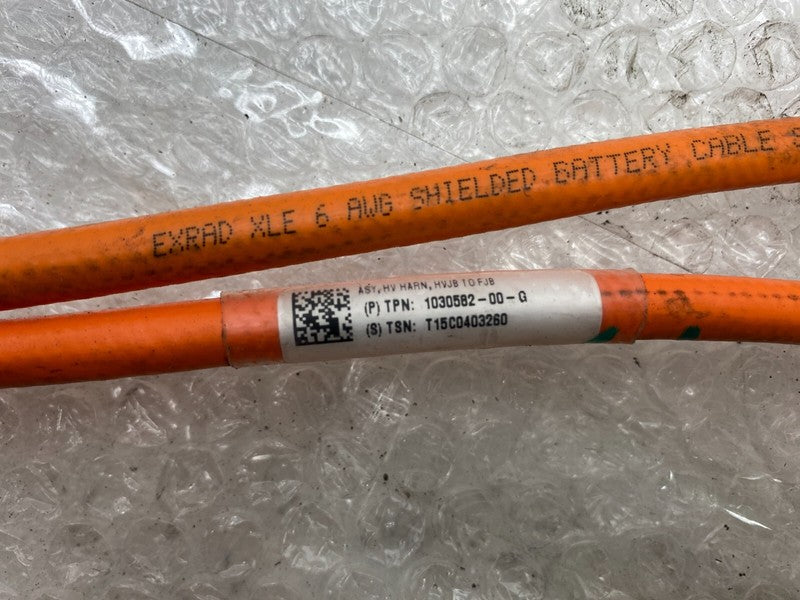 EXRAD XLE 6 AWG SHIELDED BATTERY CABLE
ASY, HV HARN, HVJB TO FJB
(P) TPN: 1030582-00-G
(S) TSN: T15C0403260